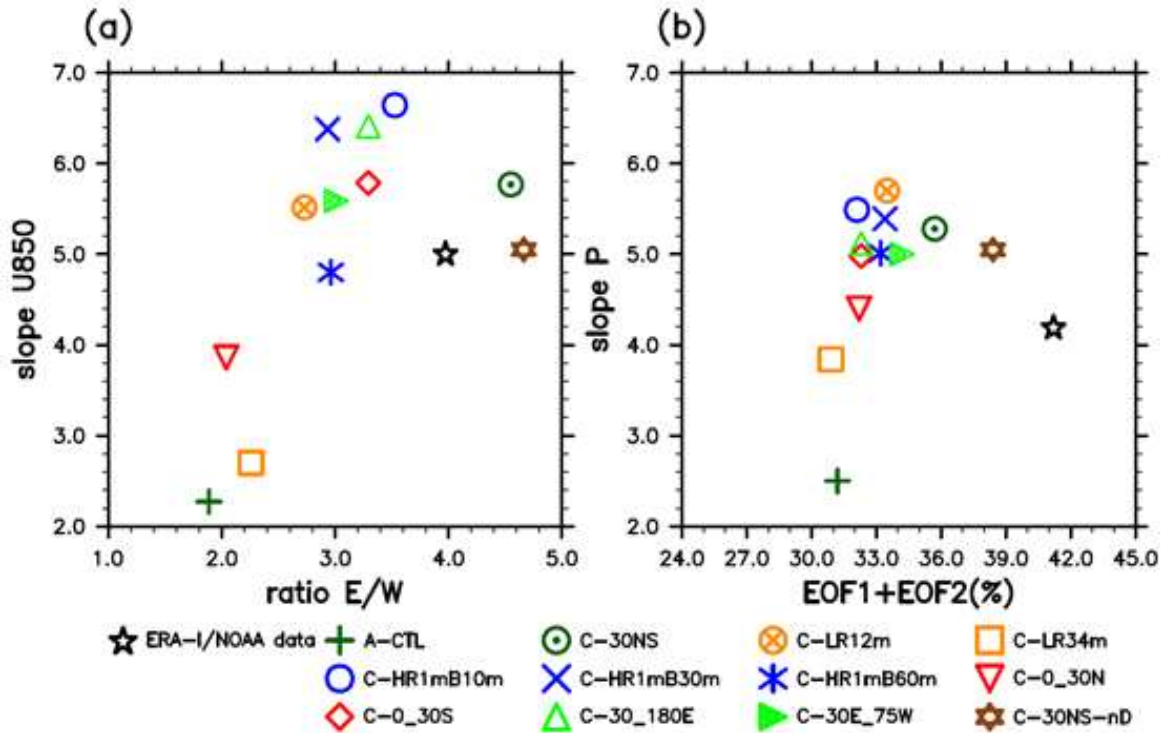 (a)
(b)
7.0
6.0
5.0
4.0
3.0
2.0
slope U850
1.0 2.0 3.0 4.0 5.0
ratio E/W
7.0
6.0
5.0
4.0
3.0
2.0
slope P
24.0 27.0 30.0 33.0 36.0 39.0 42.0 45.0
EOF1+EOF2(%)
ERA-I/NOAA data A-CTL C-30NS C-LR12m C-LR34m
C-HR1mB10m C-HR1mB30m C-HR1mB60m C-0_30N
C-0_30S C-30_180E C-30E_75W C-30NS-nD